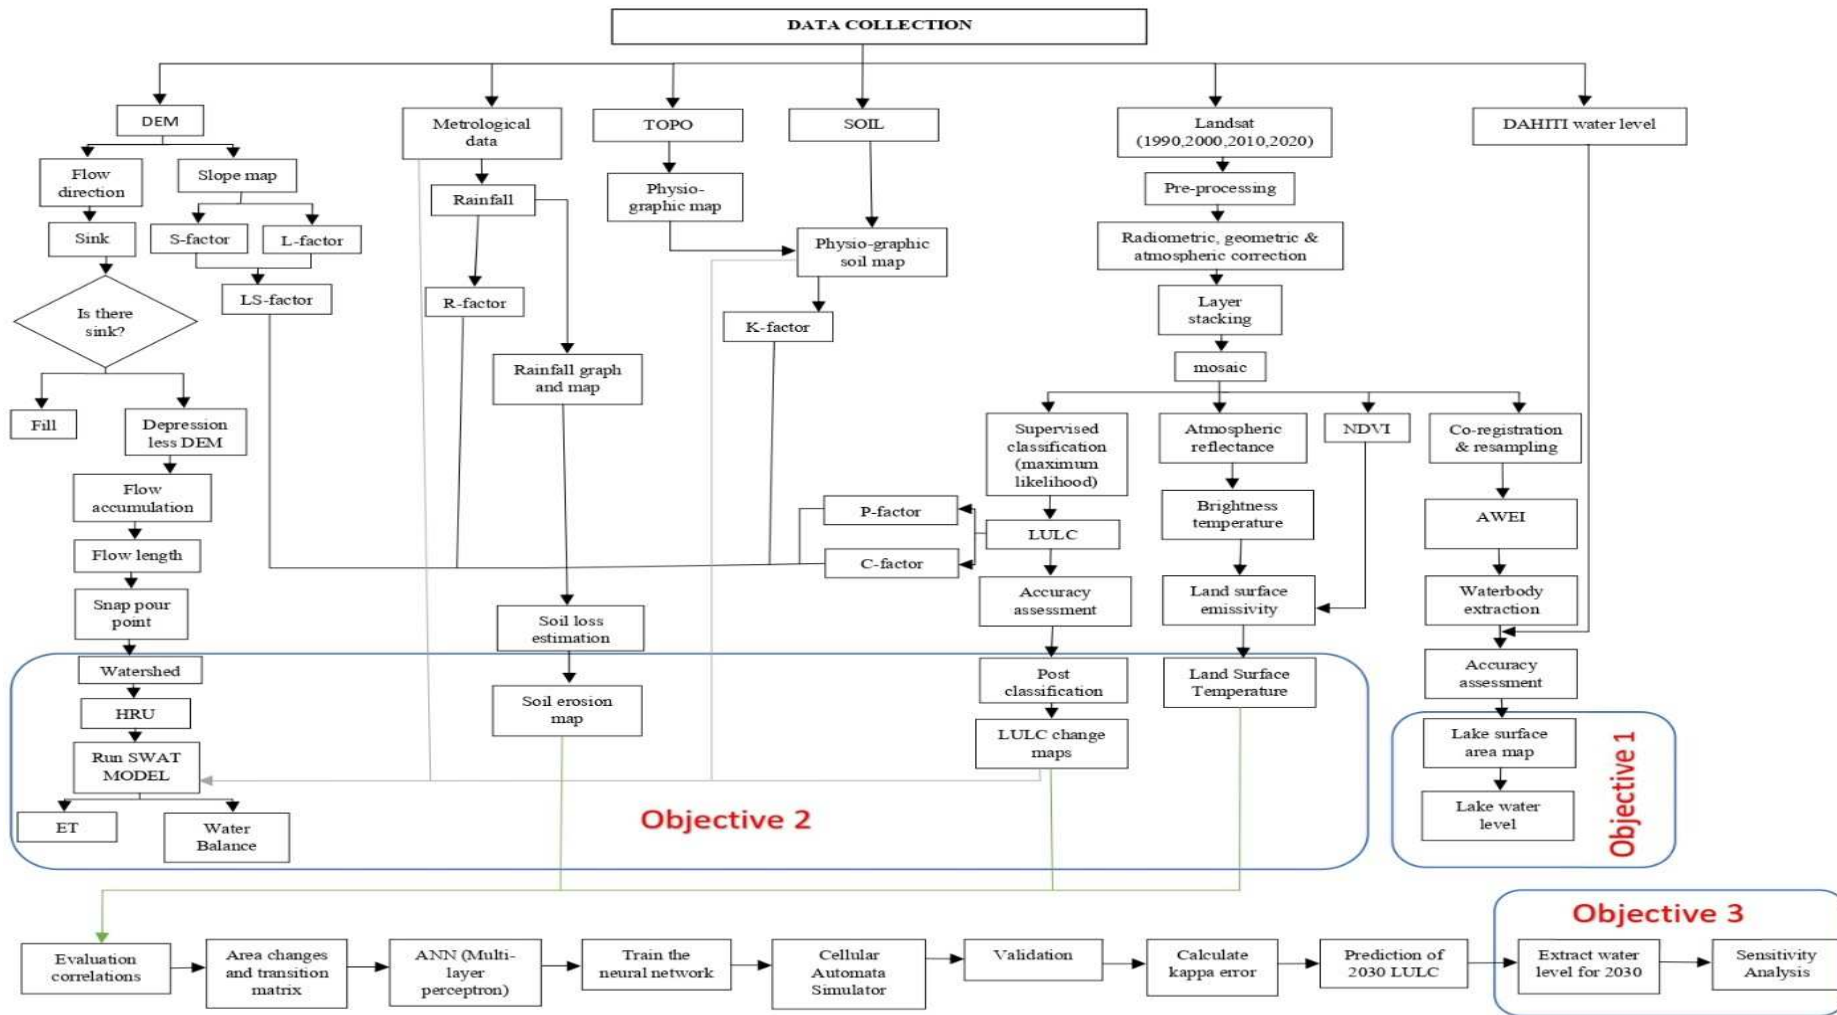 DATA COLLECTION
DEM
Flow
direction
Slope map
Sink
S-factor
L-factor
Is there
sink?
LS-factor
Fill
Depression
less DEM
Flow
accumulation
Flow length
Snap pour
point
Watershed
HRU
Run SWAT
MODEL
ET
Water
Balance
Metrological
data
Rainfall
R-factor
Rainfall graph
and map
Soil loss
estimation
Soil erosion
map
TOPO
Physio-
graphic map
SOIL
Physio-graphic
soil map
K-factor
Landsat
(1990,2000,2010,2020)
Pre-processing
Radiometric, geometric &
atmospheric correction
Layer
stacking
mosaic
Supervised
classification
(maximum
likelihood)
P-factor
LULC
C-factor
Accuracy
assessment
Post
classification
LULC change
maps
Atmospheric
reflectance
Brightness
temperature
Land surface
emissivity
Land Surface
Temperature
NDVI
Co-registration
& resampling
AWEI
Waterbody
extraction
Accuracy
assessment
Lake surface
area map
Lake water
level
DAHITI water level
Objective 1
Objective 2
Objective 3
Evaluation
correlations
Area changes
and transition
matrix
ANN (Multi-
layer
perceptron)
Train the
neural network
Cellular
Automata
Simulator
Validation
Calculate
kappa error
Prediction of
2030 LULC
Extract water
level for 2030
Sensitivity
Analysis